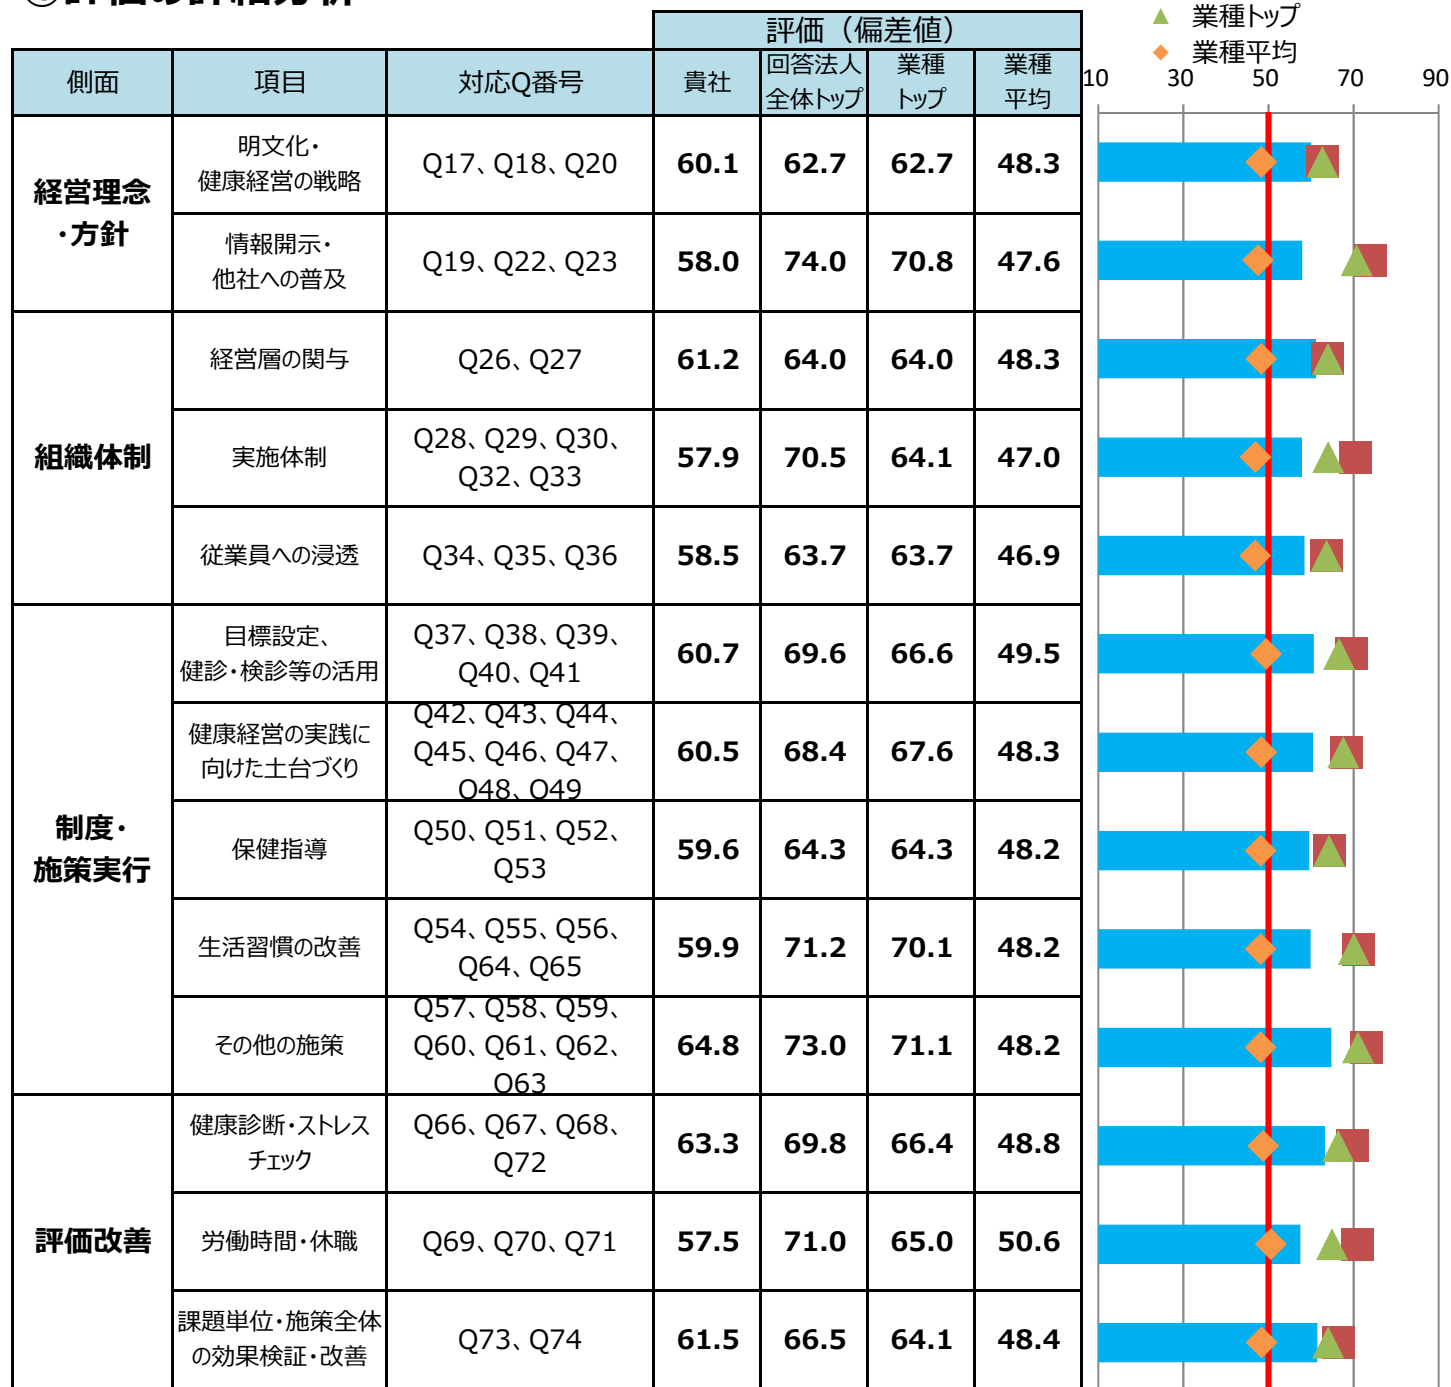 評価(偏差値)
▲ 業種トップ
◆ 業種平均
側面 項目 対応Q番号 貴社 回答法人 業種 業種
全体トップ トップ 平均
10 30 50 70 90
経営理念
・方針
明文化・
健康経営の戦略
Q17、Q18、Q20 60.1 62.7 62.7 48.3
情報開示・
他社への普及
Q19、Q22、Q23 58.0 74.0 70.8 47.6
組織体制
経営層の関与 Q26、Q27 61.2 64.0 64.0 48.3
実施体制
Q28、Q29、Q30、
Q32、Q33
57.9 70.5 64.1 47.0
従業員への浸透 Q34、Q35、Q36 58.5 63.7 63.7 46.9
制度・
施策実行
目標設定、
健診・検診等の活用
Q37、Q38、Q39、
Q40、Q41
60.7 69.6 66.6 49.5
健康経営の実践に
向けた土台づくり
Q42、Q43、Q44、
Q45、Q46、Q47、
Q48、Q49
60.5 68.4 67.6 48.3
保健指導
Q50、Q51、Q52、
Q53
59.6 64.3 64.3 48.2
生活習慣の改善
Q54、Q55、Q56、
Q64、Q65
59.9 71.2 70.1 48.2
その他の施策
Q57、Q58、Q59、
Q60、Q61、Q62、
Q63
64.8 73.0 71.1 48.2
評価改善
健康診断・ストレス
チェック
Q66、Q67、Q68、
Q72
63.3 69.8 66.4 48.8
労働時間・休職 Q69、Q70、Q71 57.5 71.0 65.0 50.6
課題単位・施策全体
の効果検証・改善
Q73、Q74 61.5 66.5 64.1 48.4